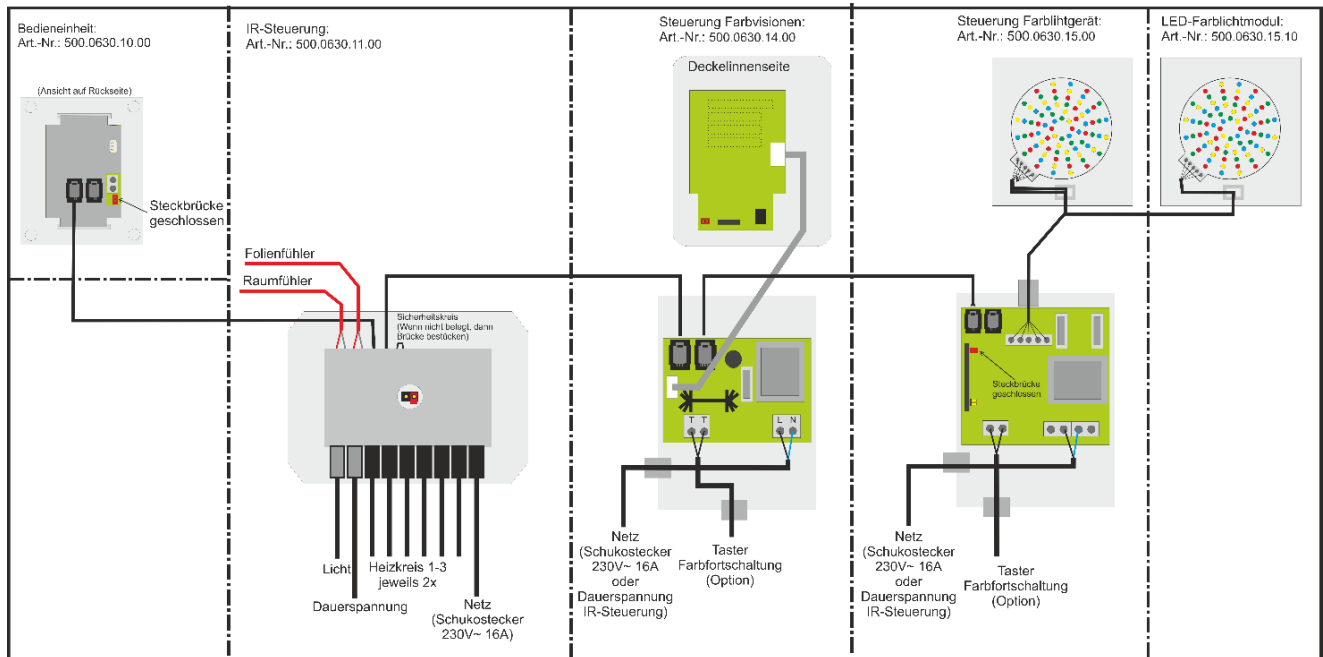 Bedieneinheit:
Art.-Nr.: 500.0630.10.00
(Ansicht auf Rückseite)
Steckbrücke
geschlossen
IR-Steuerung:
Art.-Nr.: 500.0630.11.00
Folienfühler
Raumfühler
Sicherheitskreis
(Wenn nicht belegt, dann
Brücke bestücken)
Licht
Dauerspannung
Heizkreis 1-3
jeweils 2x
Netz
(Schukostecker
230V~ 16A)
Steuerung Farbvisionen:
Art.-Nr.: 500.0630.14.00
Deckelinnenseite
T T
L N
Netz
(Schukostecker
230V~ 16A
oder
Dauerspannung
IR-Steuerung)
Taster
Farbfortschaltung
(Option)
Steuerung Farblihtgerät:
Art.-Nr.: 500.0630.15.00
Steckbrücke
geschlossen
Netz
(Schukostecker
230V~ 16A
oder
Dauerspannung
IR-Steuerung)
Taster
Farbfortschaltung
(Option)
LED-Farblichtmodul:
Art.-Nr.: 500.0630.15.10